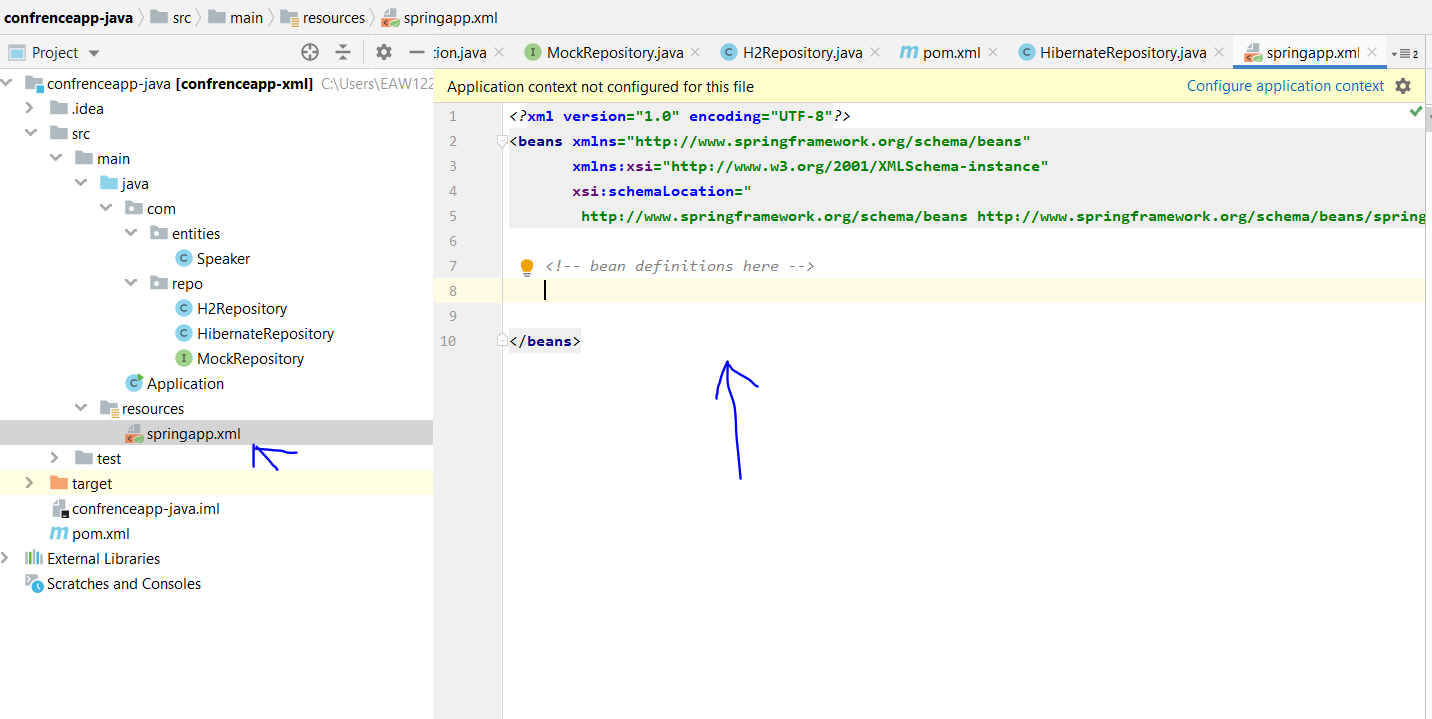 confrenceapp-java src main resources springapp.xml
Project tion.java MockRepository.java H2Repository.java pom.xml HibernateRepository.java springapp.xml 2
confrenceapp-java [confrenceapp-xml] C:\Users\EAW122
.idea
src
main
java
com
entities
Speaker
repo
H2Repository
HibernateRepository
MockRepository
Application
resources
springapp.xml
test
target
confrenceapp-java.iml
pom.xml
External Libraries
Scratches and Consoles
Application context not configured for this file Configure application context
1 <?xml version="1.0" encoding="UTF-8"?>
2 <beans xmlns="http://www.springframework.org/schema/beans"
3 xmlns:xsi="http://www.w3.org/2001/XMLSchema-instance"
4 xsi:schemaLocation="
5 http://www.springframework.org/schema/beans http://www.springframework.org/schema/beans/spring
6
7 <!-- bean definitions here -->
8
9
10 </beans>